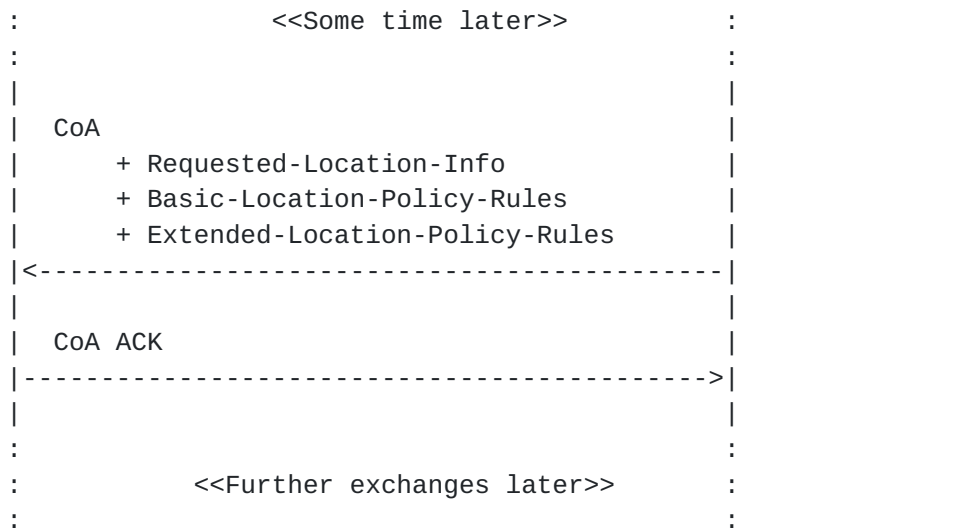 :                <<Some time later>>          :
:                                             :
|                                             |
|  CoA                                        |
|      + Requested-Location-Info              |
|      + Basic-Location-Policy-Rules          |
|      + Extended-Location-Policy-Rules       |
|<--------------------------------------------|
|                                             |
|  CoA ACK                                    |
|-------------------------------------------->|
|                                             |
:                                             :
:           <<Further exchanges later>>       :
:                                             :